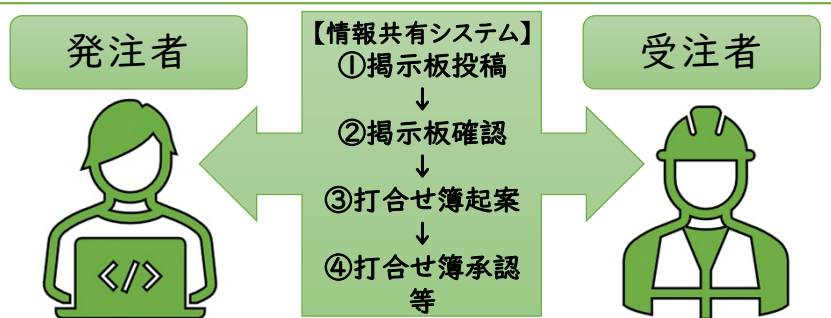 発注者
【情報共有システム】
①掲示板投稿
↓
②掲示板確認
↓
③打合せ簿起案
↓
④打合せ簿承認
等
受注者
</>